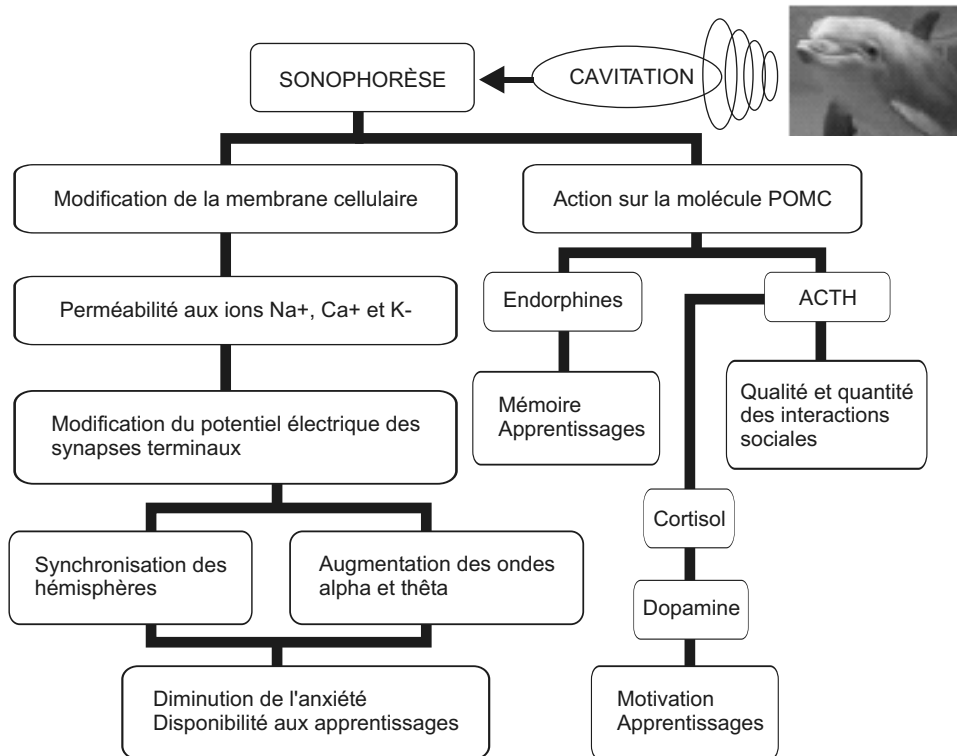 SONOPHORÈSE
CAVITATION
Modification de la membrane cellulaire
Action sur la molécule POMC
Perméabilité aux ions Na+, Ca+ et K-
Endorphines
ACTH
Modification du potentiel électrique des
synapses terminaux
Mémoire
Apprentissages
Qualité et quantité
des interactions
sociales
Synchronisation des
hémisphères
Augmentation des ondes
alpha et thêta
Cortisol
Dopamine
Diminution de l'anxiété
Disponibilité aux apprentissages
Motivation
Apprentissages